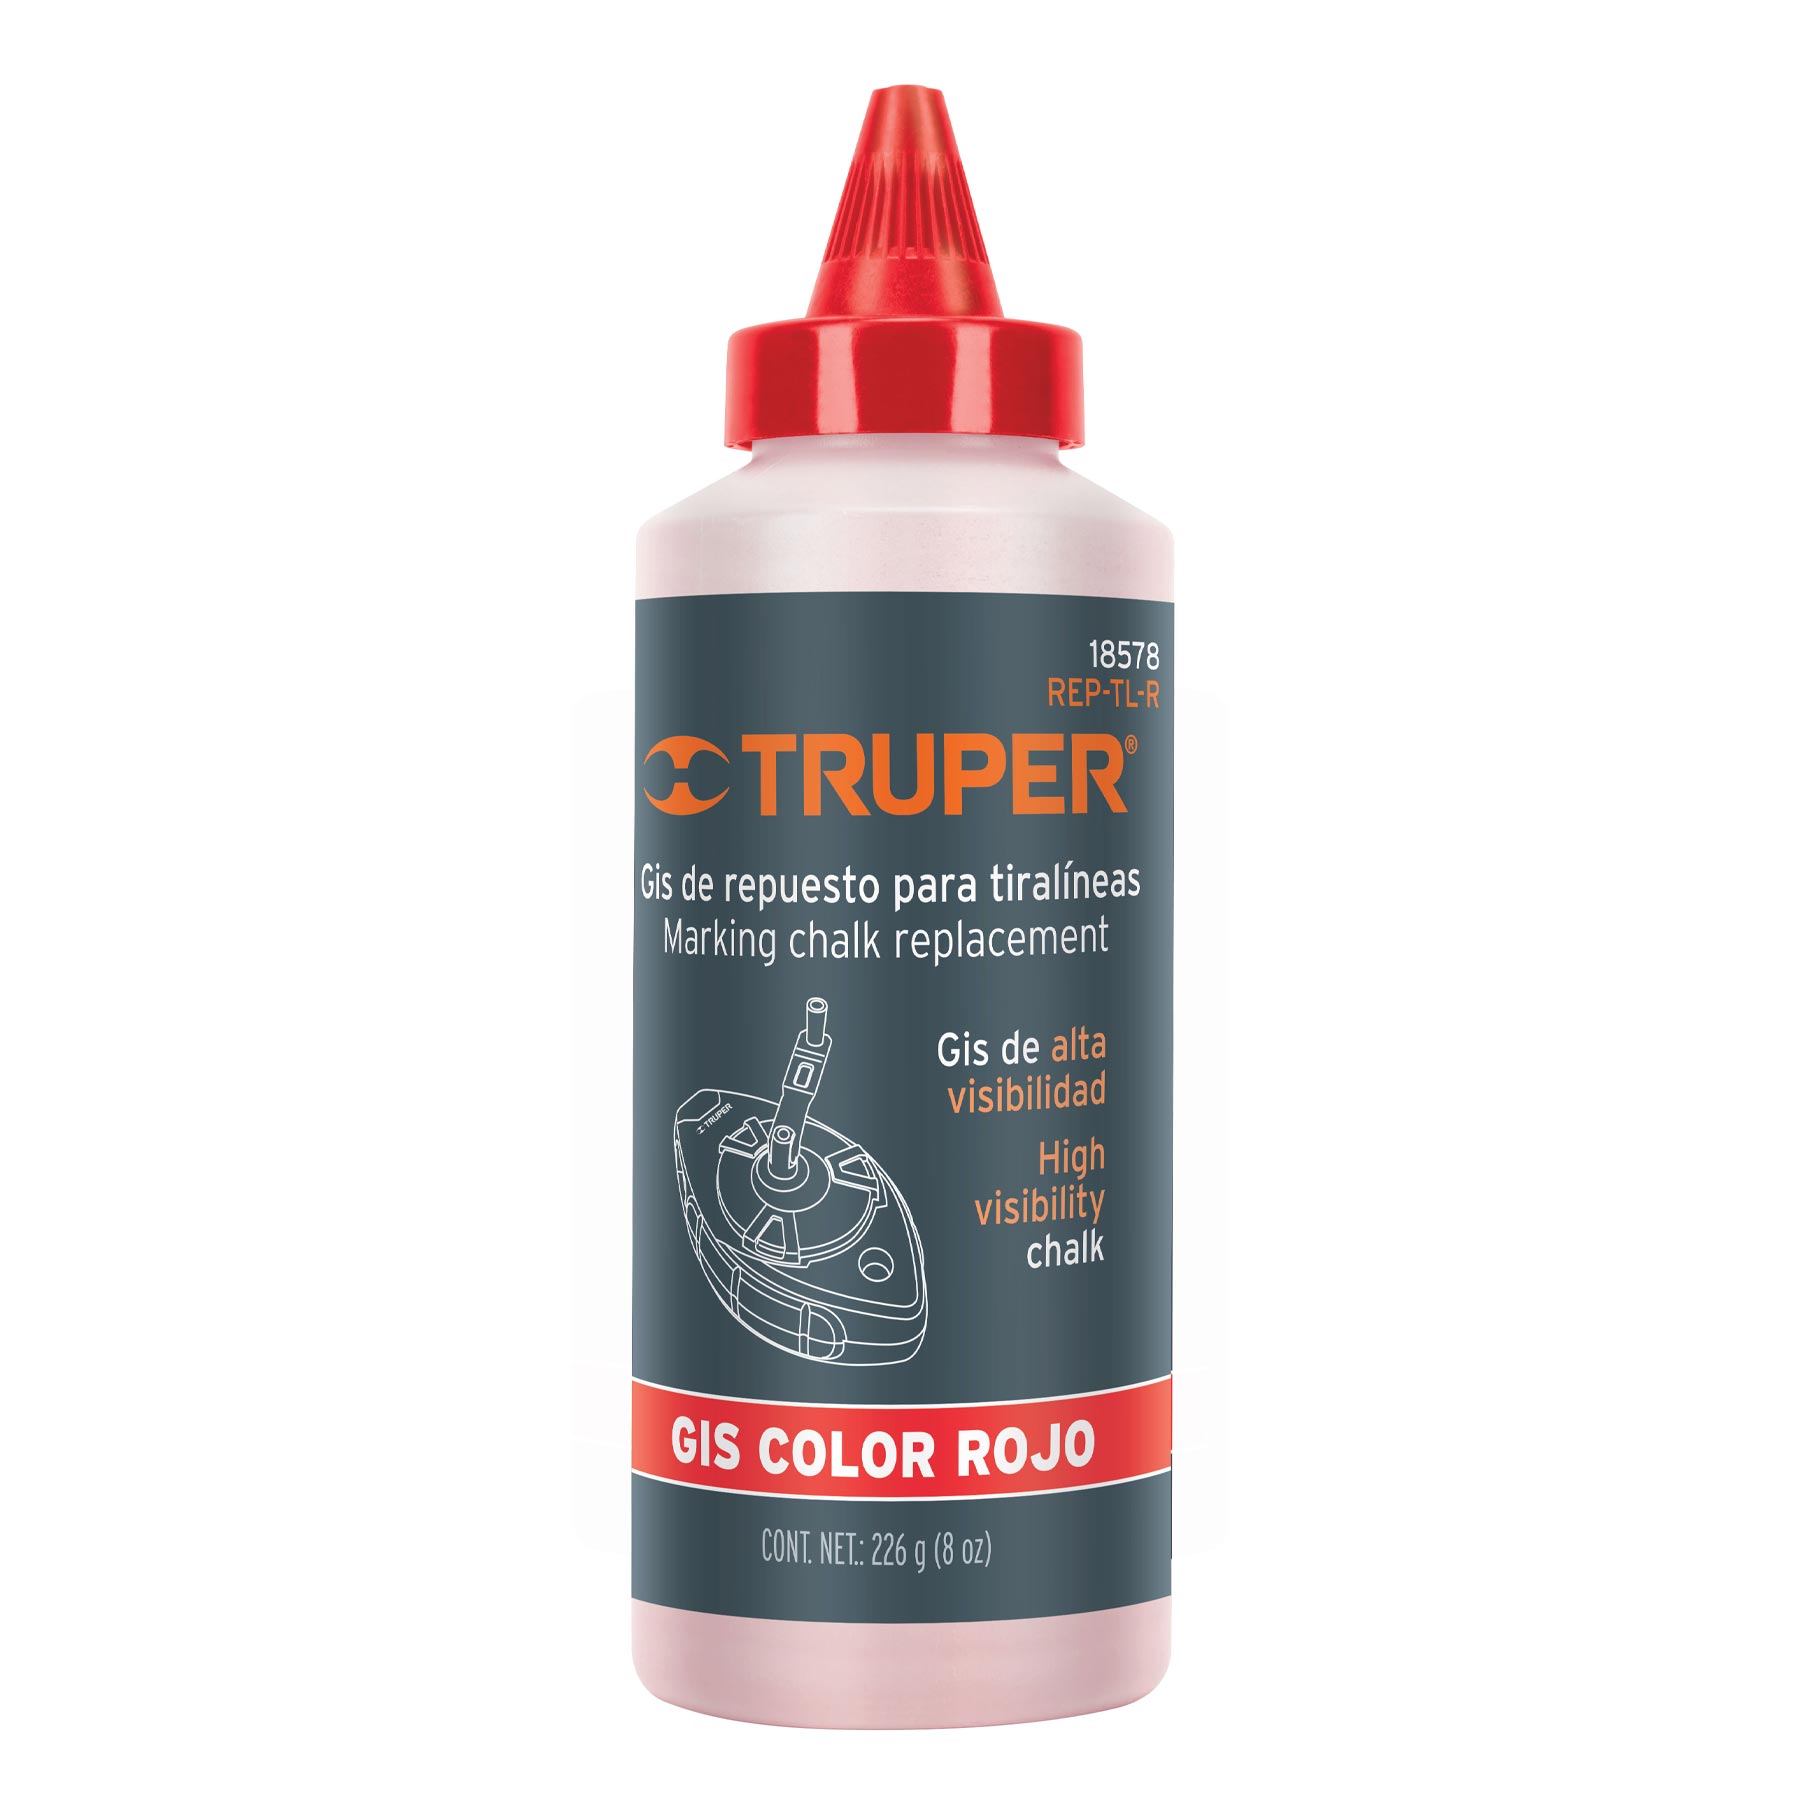 18578
REP-TL-R
TRUPER®
Gis de repuesto para tiralíneas
Marking chalk replacement
Gis de alta
visibilidad
High
visibility
chalk
TRUPER
GIS COLOR ROJO
CONT. NET.: 226 g (8 oz)